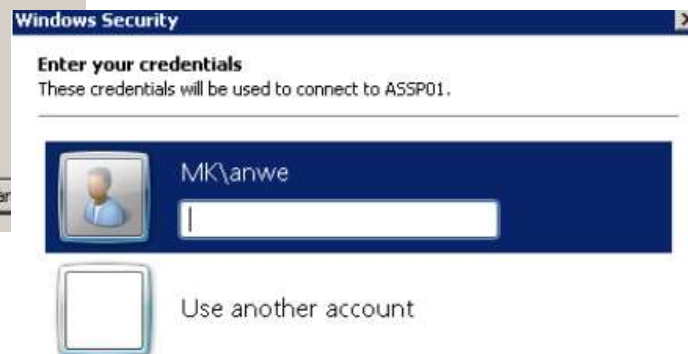 Windows Security
Enter your credentials
These credentials will be used to connect to ASSP01.
MK\anwe
Use another account